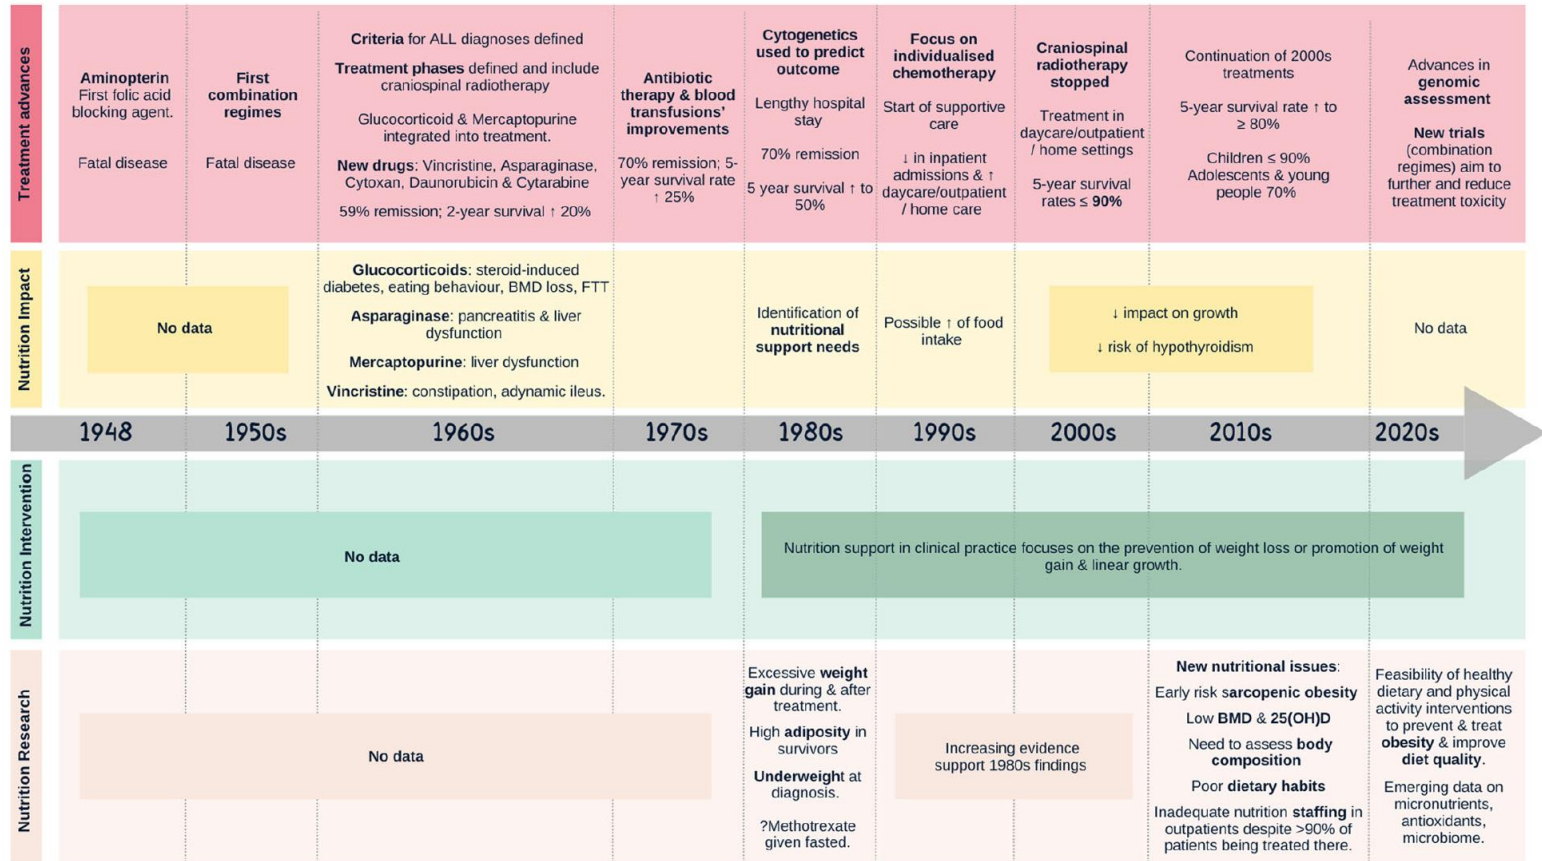 Treatment advances
Aminopterin
First folic acid
blocking agent.
Fatal disease
First
combination
regimes
Fatal disease
Criteria for ALL diagnoses defined
Treatment phases defined and include
craniospinal radiotherapy
Glucocorticoid & Mercaptopurine
integrated into treatment.
New drugs: Vincristine, Asparaginase,
Cytoxan, Daunorubicin & Cytarabine
59% remission; 2-year survival ↑ 20%
Antibiotic
therapy & blood
transfusions’
improvements
70% remission; 5-
year survival rate
↑ 25%
Cytogenetics
used to predict
outcome
Lengthy hospital
stay
70% remission
5 year survival ↑ to
50%
Focus on
individualised
chemotherapy
Start of supportive
care
↓ in inpatient
admissions & ↑
daycare/outpatient
/ home care
Craniospinal
radiotherapy
stopped
Treatment in
daycare/outpatient
/ home settings
5-year survival
rates ≤ 90%
Continuation of 2000s
treatments
5-year survival rate ↑ to
≥ 80%
Children ≤ 90%
Adolescents & young
people 70%
Advances in
genomic
assessment
New trials
(combination
regimes) aim to
further and reduce
treatment toxicity
Nutrition Impact
No data
Glucocorticoids: steroid-induced
diabetes, eating behaviour, BMD loss, FTT
Asparaginase: pancreatitis & liver
dysfunction
Mercaptopurine: liver dysfunction
Vincristine: constipation, adynamic ileus.
Identification of
nutritional
support needs
Possible ↑ of food
intake
↓ impact on growth
↓ risk of hypothyroidism
No data
1948 1950s 1960s 1970s 1980s 1990s 2000s 2010s 2020s
Nutrition Intervention
No data
Nutrition support in clinical practice focuses on the prevention of weight loss or promotion of weight
gain & linear growth.
Nutrition Research
No data
Excessive weight
gain during & after
treatment.
High adiposity in
survivors
Underweight at
diagnosis.
?Methotrexate
given fasted.
Increasing evidence
support 1980s findings
New nutritional issues:
Early risk sarcopenic obesity
Low BMD & 25(OH)D
Need to assess body
composition
Poor dietary habits
Inadequate nutrition staffing in
outpatients despite >90% of
patients being treated there.
Feasibility of healthy
dietary and physical
activity interventions
to prevent & treat
obesity & improve
diet quality.
Emerging data on
micronutrients,
antioxidants,
microbiome.